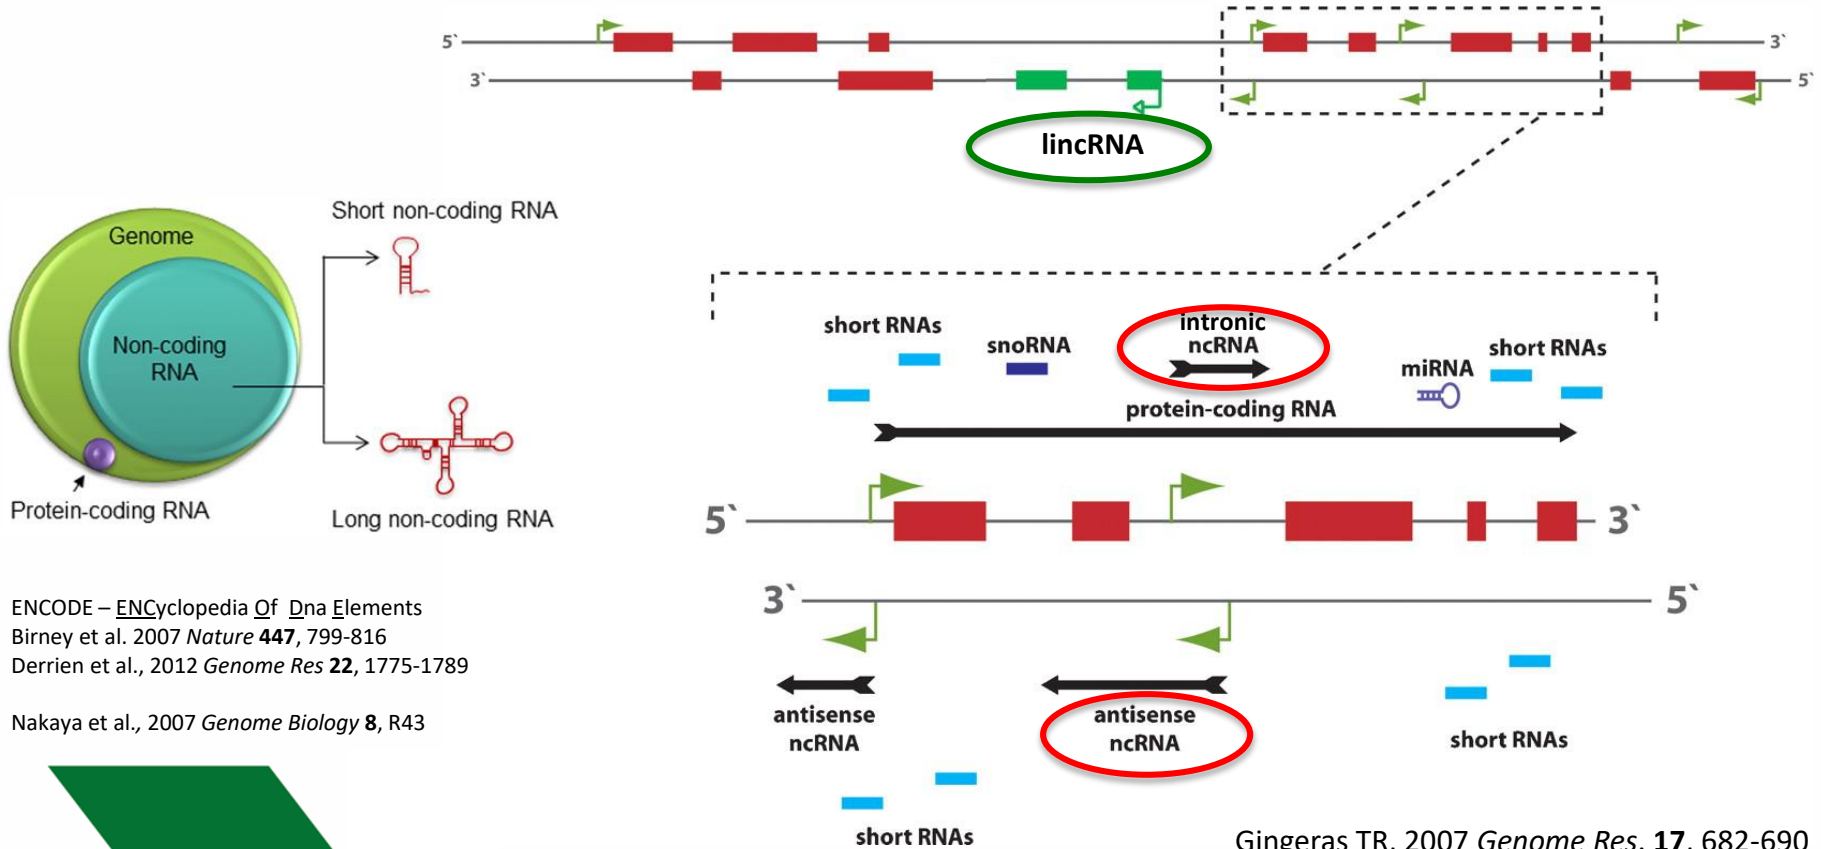 5` 3`
3` 5`
lincRNA
Short non-coding RNA
Genome
Non-coding
RNA
Protein-coding RNA
Long non-coding RNA
short RNAs
snoRNA
intronic
ncRNA
miRNA
short RNAs
protein-coding RNA
5` 3`
3` 5`
antisense
ncRNA
antisense
ncRNA
short RNAs
short RNAs
ENCODE – ENCyclopedia Of Dna Elements
Birney et al. 2007 Nature 447, 799-816
Derrien et al., 2012 Genome Res 22, 1775-1789
Nakaya et al., 2007 Genome Biology 8, R43
Gingeras TR. 2007 Genome Res. 17, 682-690